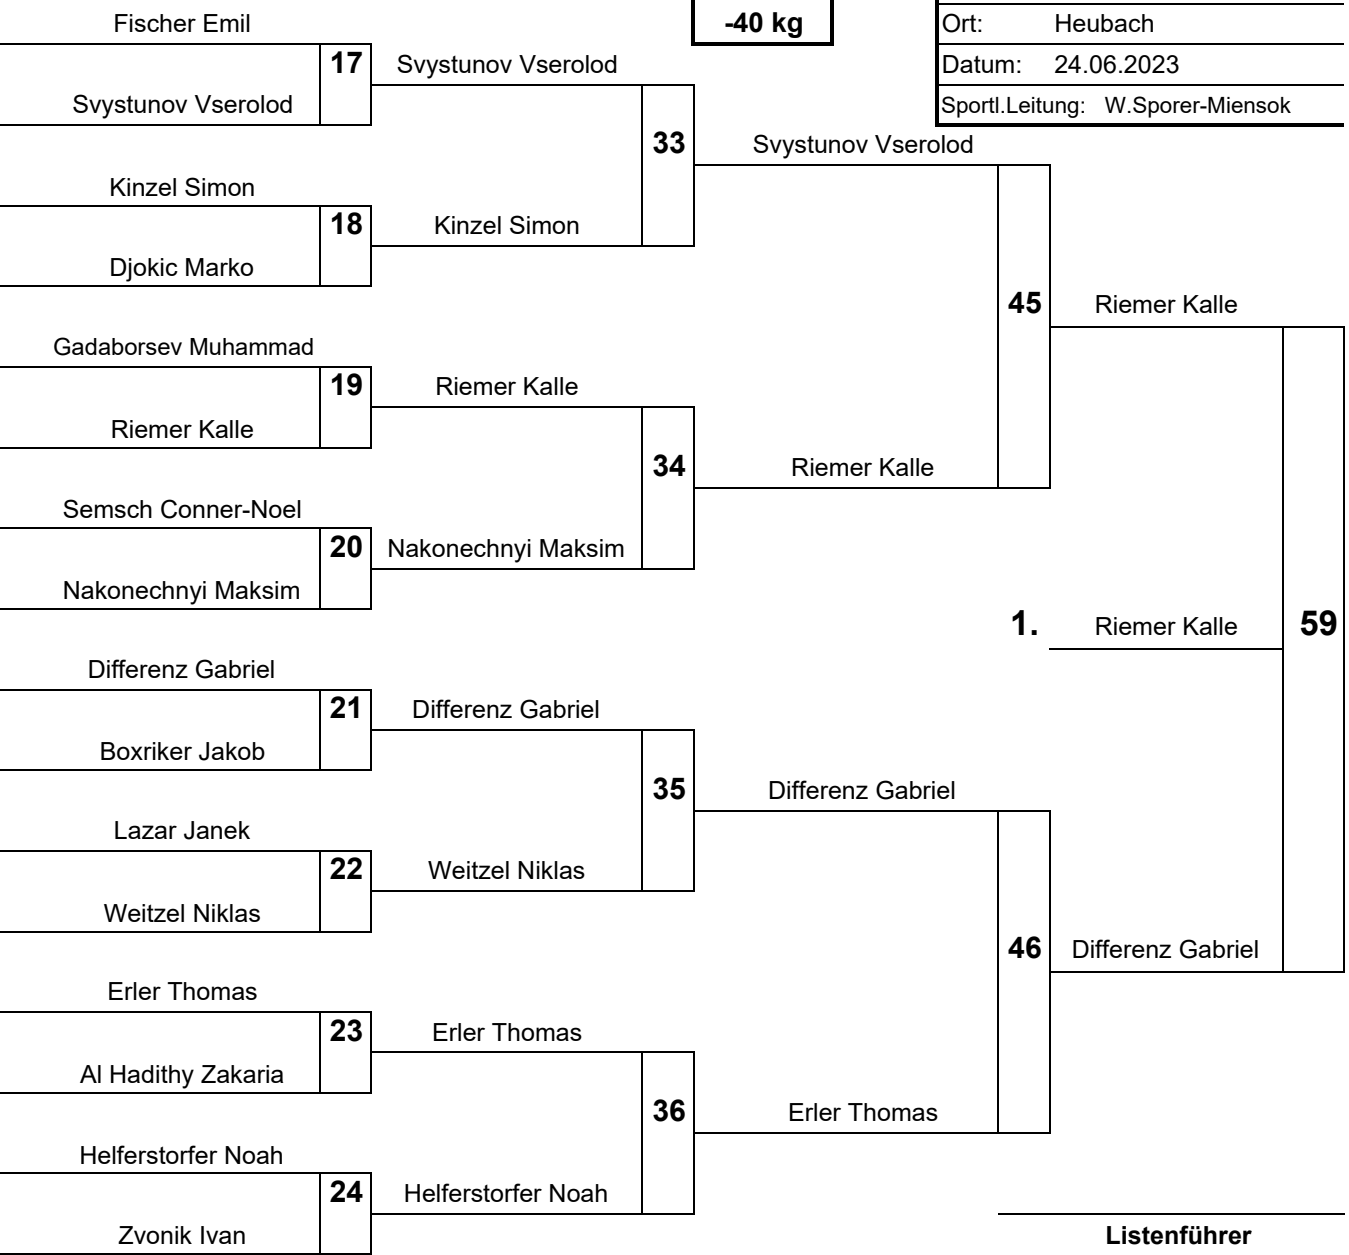 Fischer Emil
-40 kg
Ort: Heubach
17
Svystunov Vserolod
Datum: 24.06.2023
Svystunov Vserolod
Sportl.Leitung: W.Sporer-Miensok
33
Svystunov Vserolod
Kinzel Simon
18
Kinzel Simon
Djokic Marko
45
Riemer Kalle
Gadaborsev Muhammad
19
Riemer Kalle
Riemer Kalle
34
Riemer Kalle
Semsch Conner-Noel
20
Nakonechnyi Maksim
Nakonechnyi Maksim
1. Riemer Kalle
59
Differenz Gabriel
21
Differenz Gabriel
Boxriker Jakob
35
Differenz Gabriel
Lazar Janek
22
Weitzel Niklas
Weitzel Niklas
46
Differenz Gabriel
Erler Thomas
23
Erler Thomas
Al Hadithy Zakaria
36
Erler Thomas
Helferstorfer Noah
24
Helferstorfer Noah
Zvonik Ivan
Listenführer